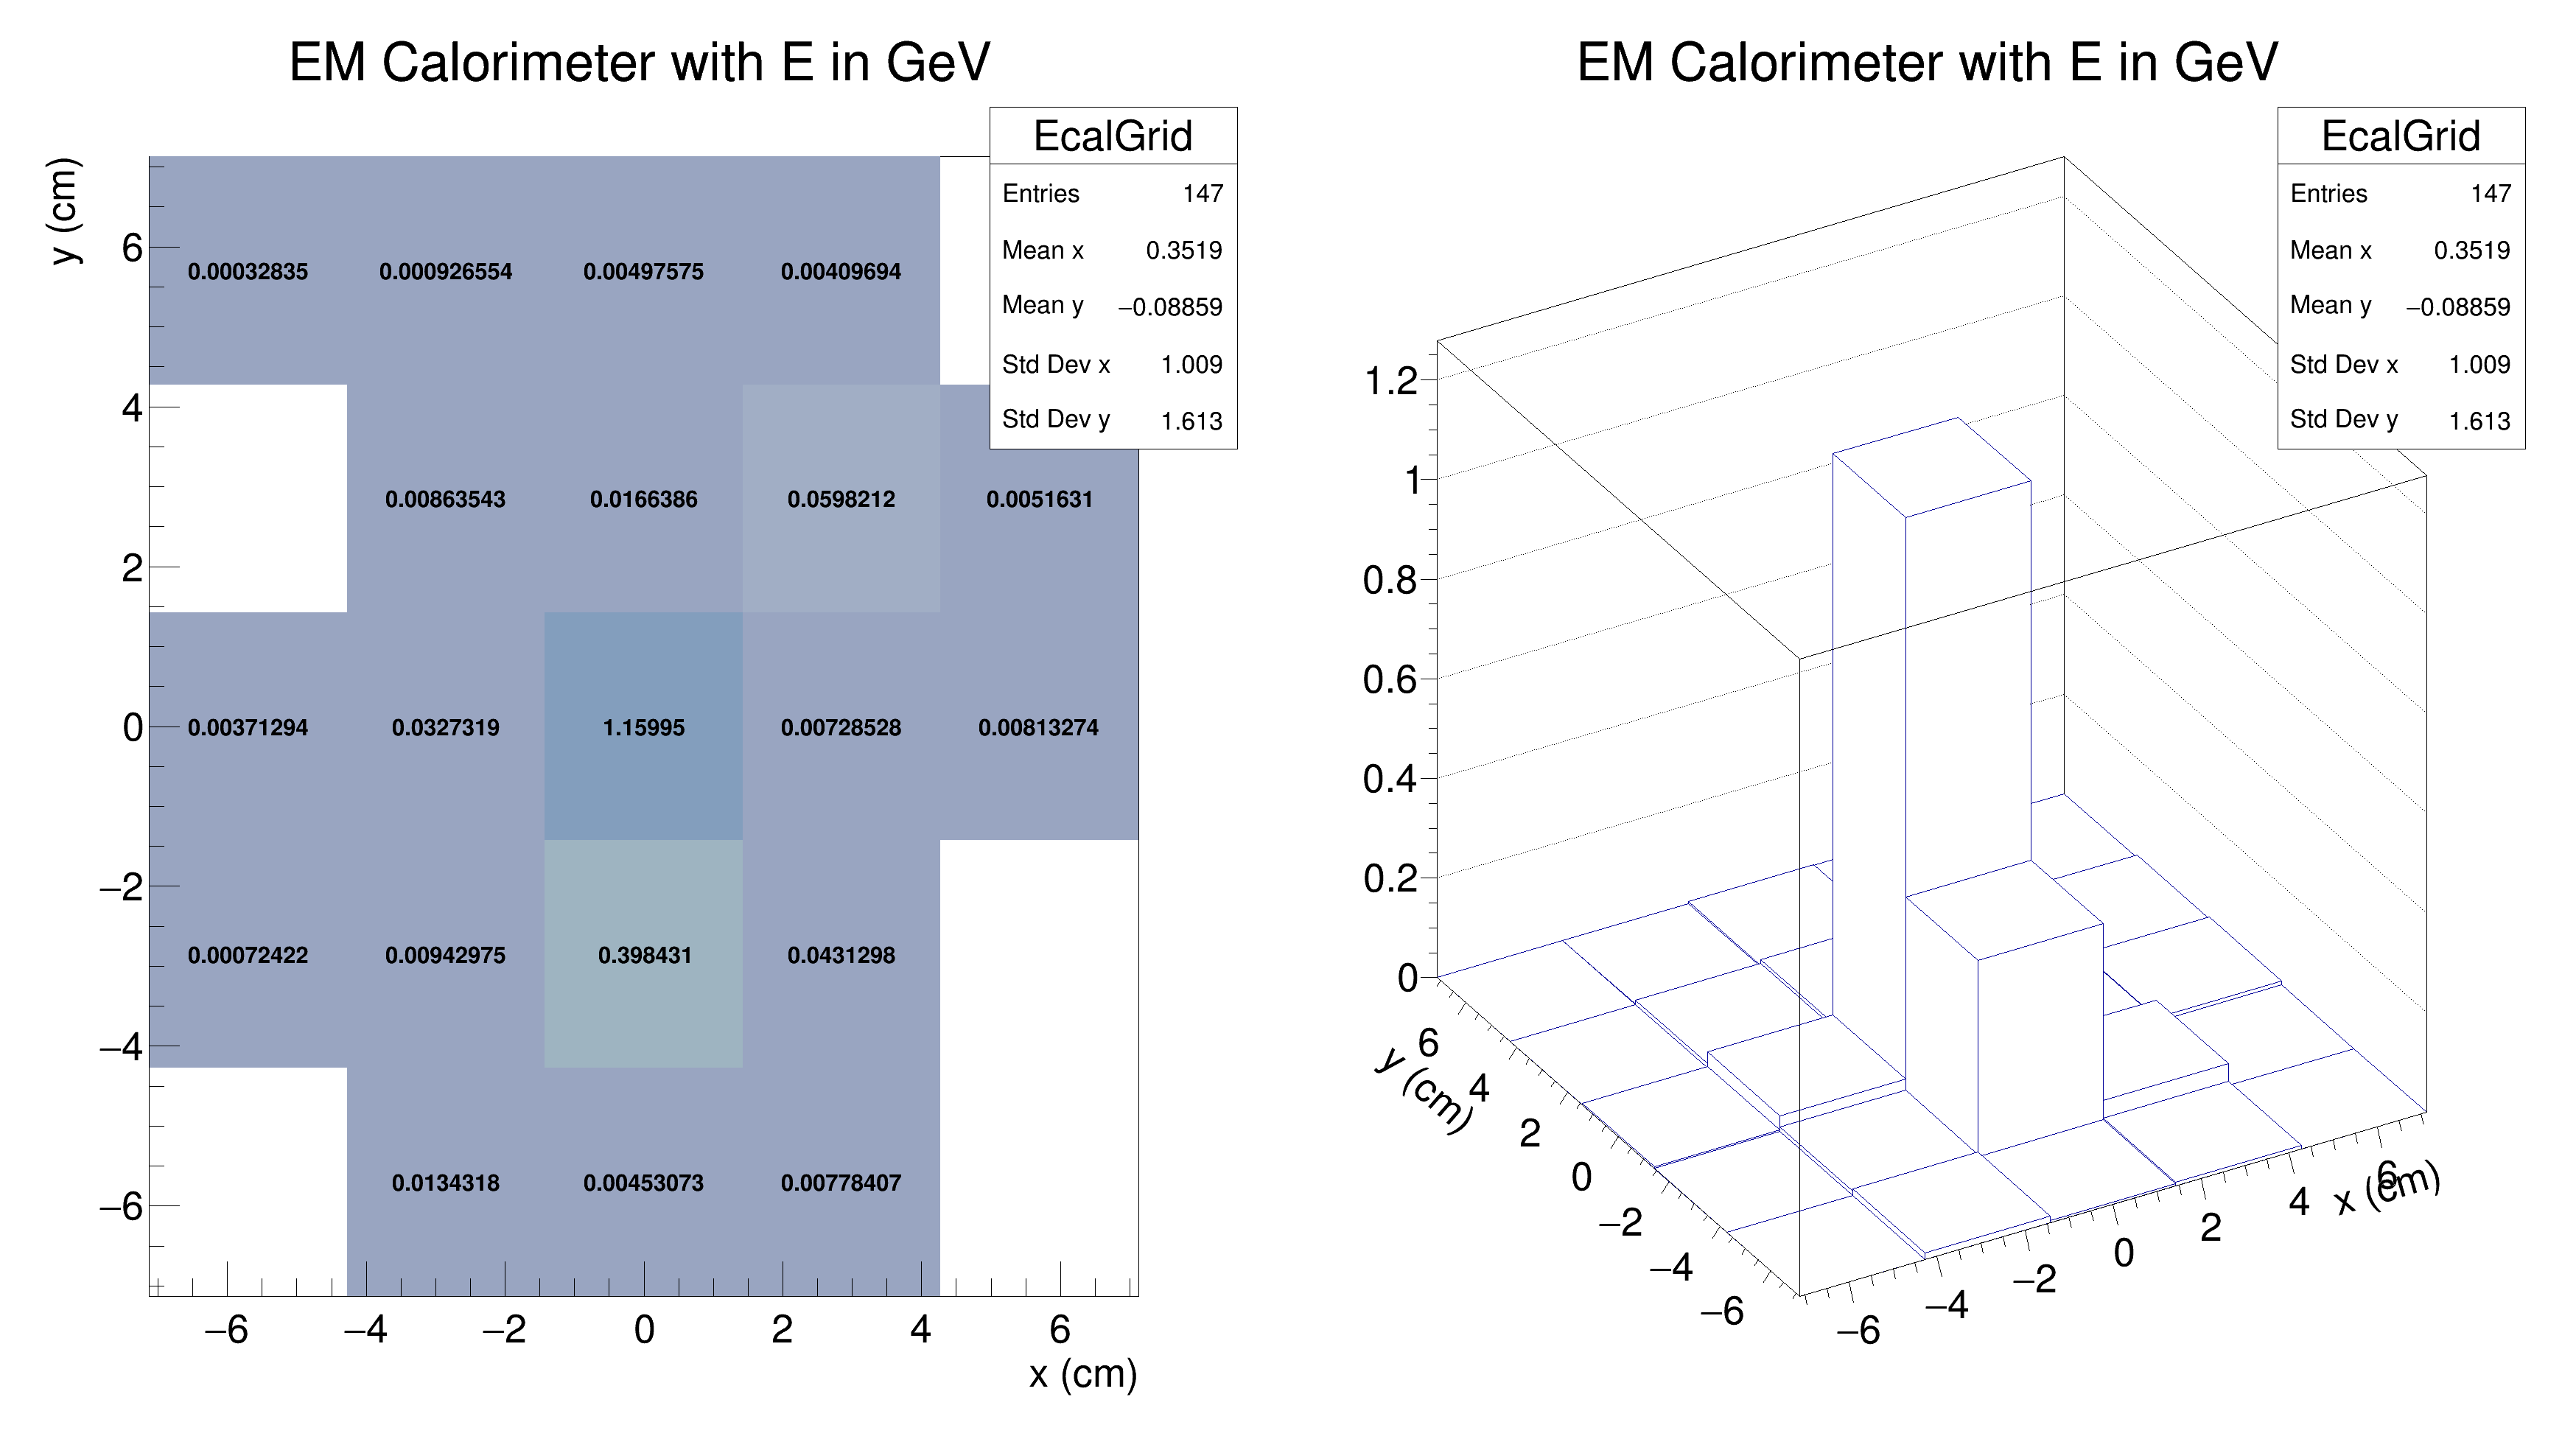 EM Calorimeter with E in GeV
EcalGrid
Entries 147
Mean x 0.3519
Mean y −0.08859
Std Dev x 1.009
Std Dev y 1.613
y (cm)
6
4
2
0
−2
−4
−6
0.00032835 0.000926554 0.00497575 0.00409694
0.00863543 0.0166386 0.0598212 0.0051631
0.00371294 0.0327319 1.15995 0.00728528 0.00813274
0.00072422 0.00942975 0.398431 0.0431298
0.0134318 0.00453073 0.00778407
−6 −4 −2 0 2 4 6
x (cm)
EM Calorimeter with E in GeV
EcalGrid
Entries 147
Mean x 0.3519
Mean y −0.08859
Std Dev x 1.009
Std Dev y 1.613
1.2
1
0.8
0.6
0.4
0.2
0
y (cm)
6
4
2
0
−2
−4
−6
−6 −4 −2 0 2 4 6
x (cm)